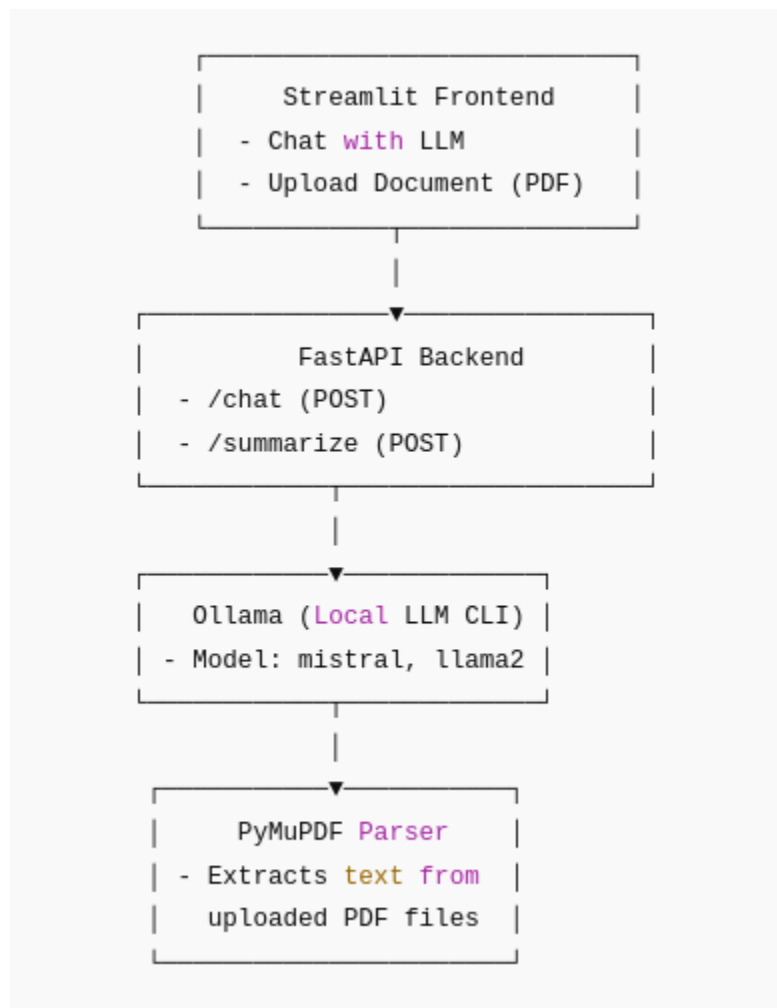 Streamlit Frontend
- Chat with LLM
- Upload Document (PDF)
FastAPI Backend
- /chat (POST)
- /summarize (POST)
Ollama (Local LLM CLI)
- Model: mistral, llama2
PyMuPDF Parser
- Extracts text from
uploaded PDF files